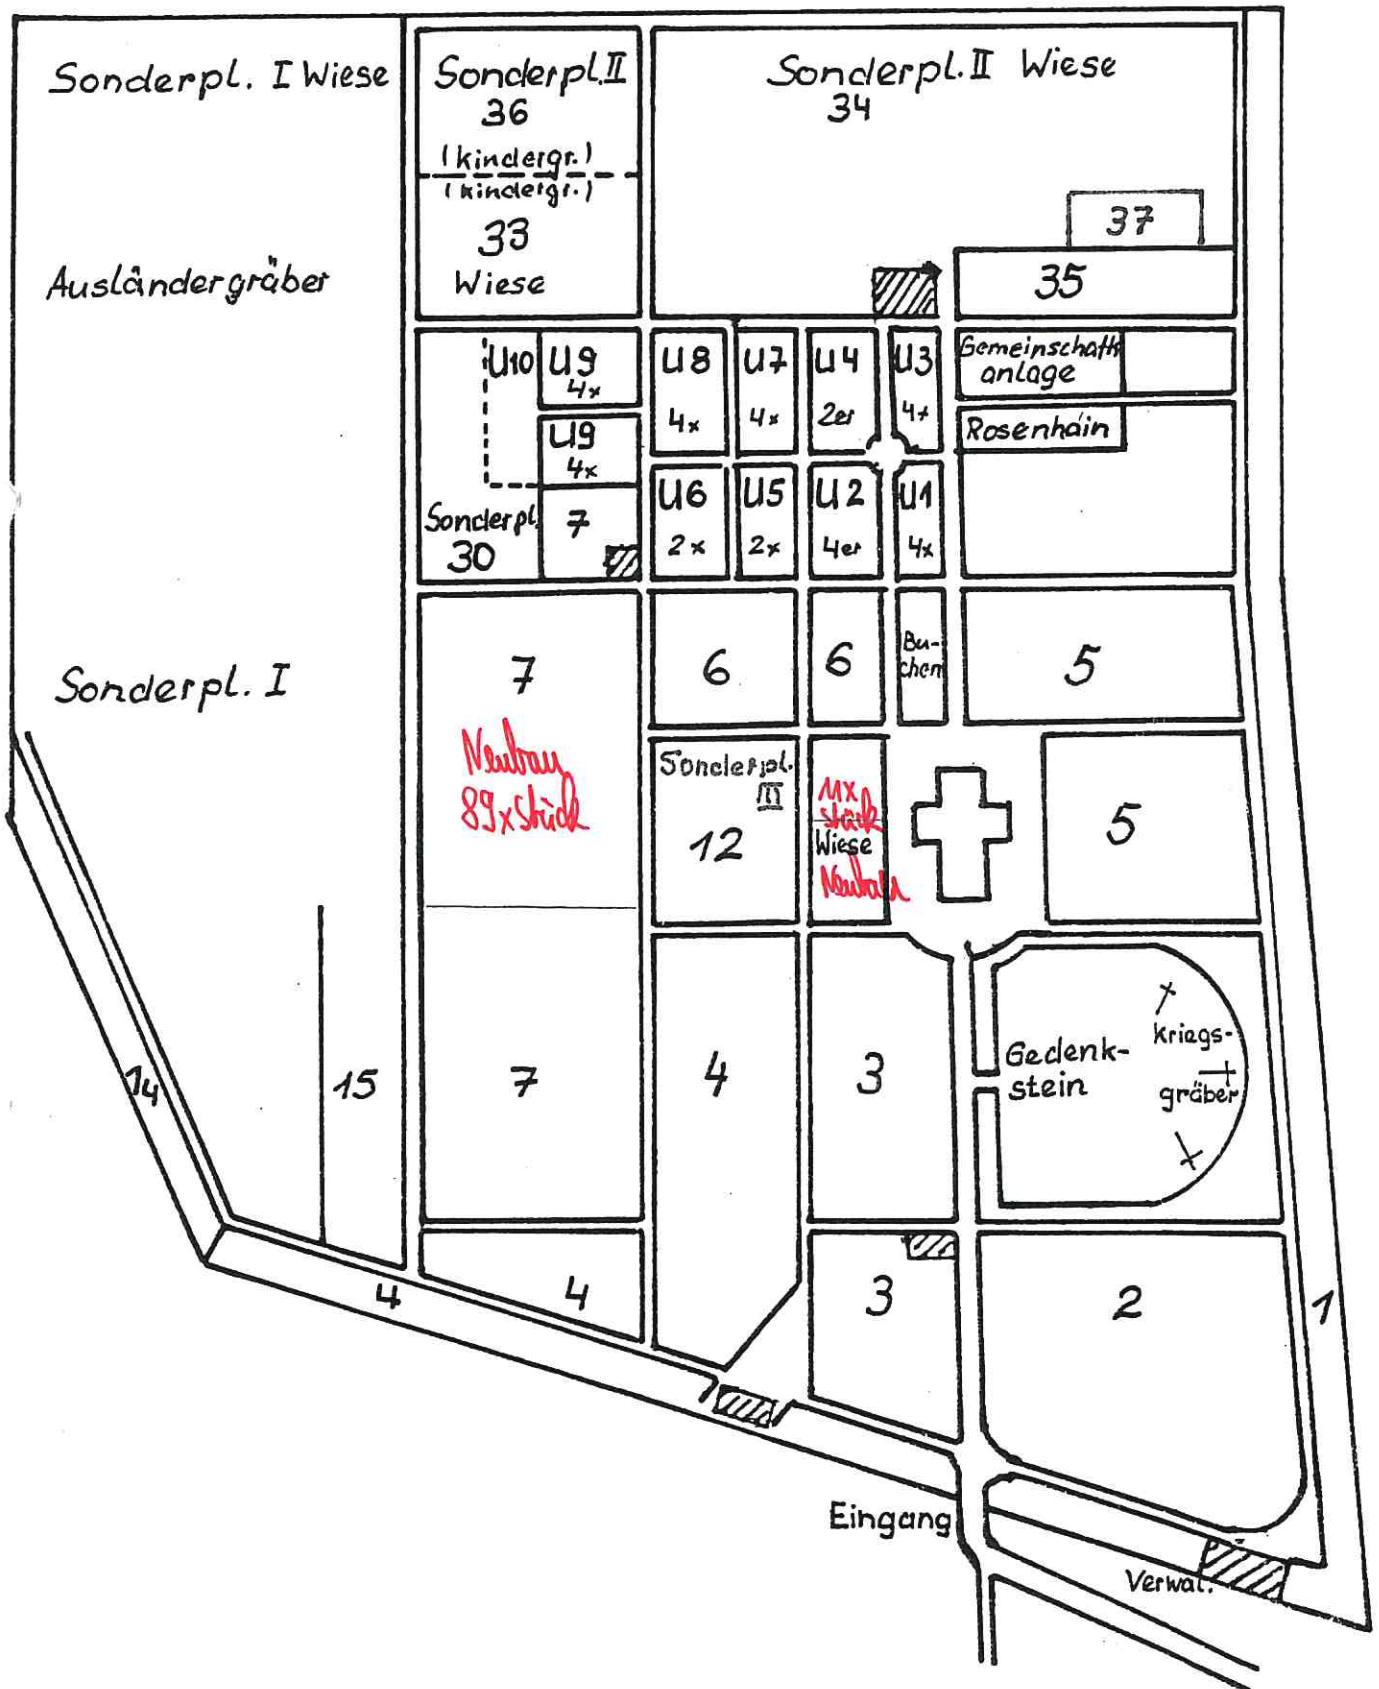 Sonderpl. I Wiese
Sonderpl. II
36
(kindergr.)
(kindergr.)
33
Wiese
Sonderpl. II Wiese
34
37
35
Ausländergräber
U10
U9
4x
U9
4x
Sonderpl.
30
7
U8
4x
U7
4x
U4
2er
U3
4x
U6
2x
U5
2x
U2
4er
U1
4x
Gemeinschafts
anlage
Rosenhain
Sonderpl. I
7
Neubau
89x Stück
6
6
Bu-
chen
5
Sonderpl.
III
12
11x
Stück
Wiese
Neubau
5
14
15
7
4
3
Gedenk-
stein
kriegs-
gräber
4
4
3
2
1
Eingang
Verwal.